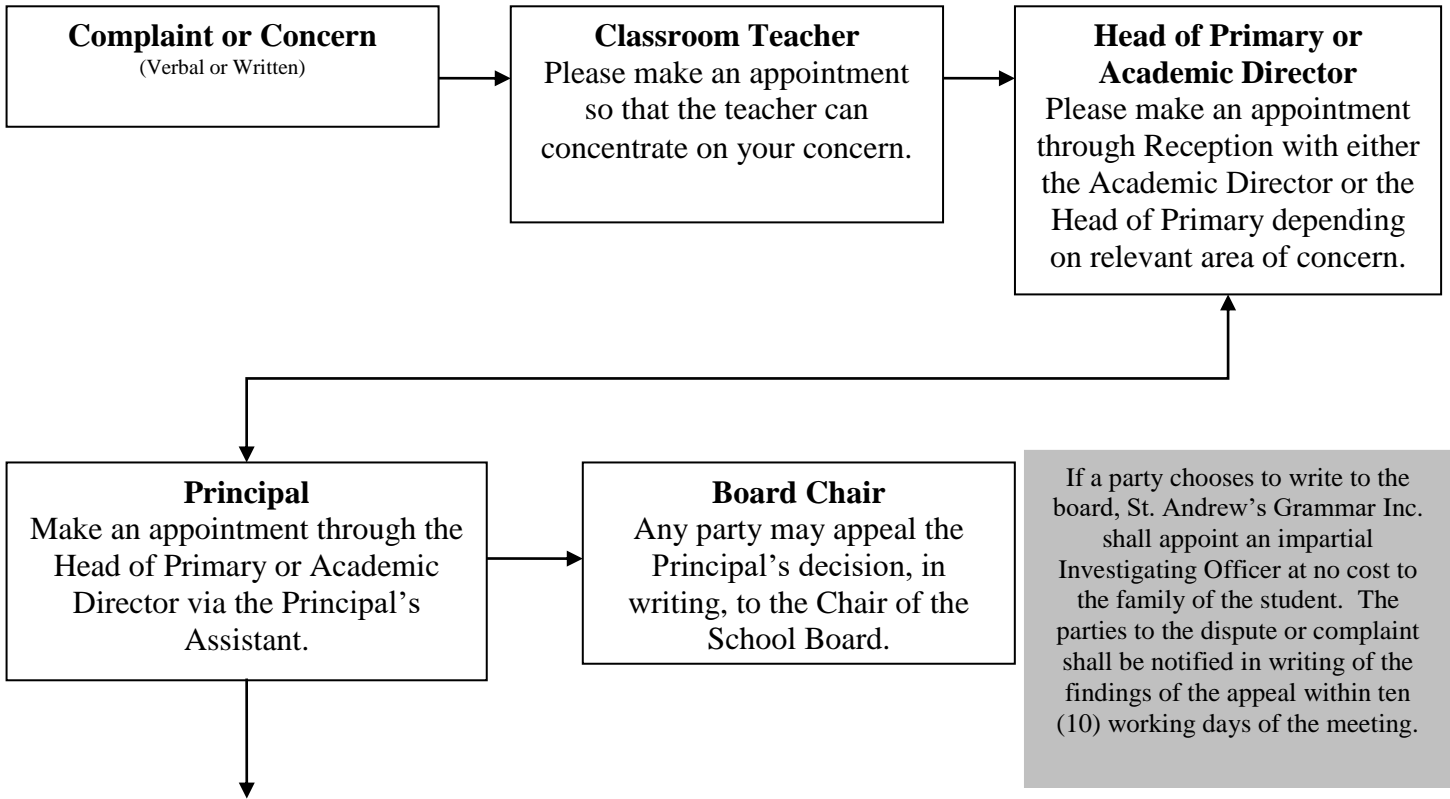 Complaint or Concern
(Verbal or Written)
Classroom Teacher
Please make an appointment
so that the teacher can
concentrate on your concern.
Head of Primary or
Academic Director
Please make an appointment
through Reception with either
the Academic Director or the
Head of Primary depending
on relevant area of concern.
Principal
Make an appointment through the
Head of Primary or Academic
Director via the Principal’s
Assistant.
Board Chair
Any party may appeal the
Principal’s decision, in
writing, to the Chair of the
School Board.
If a party chooses to write to the
board, St. Andrew’s Grammar Inc.
shall appoint an impartial
Investigating Officer at no cost to
the family of the student.  The
parties to the dispute or complaint
shall be notified in writing of the
findings of the appeal within ten
(10) working days of the meeting.